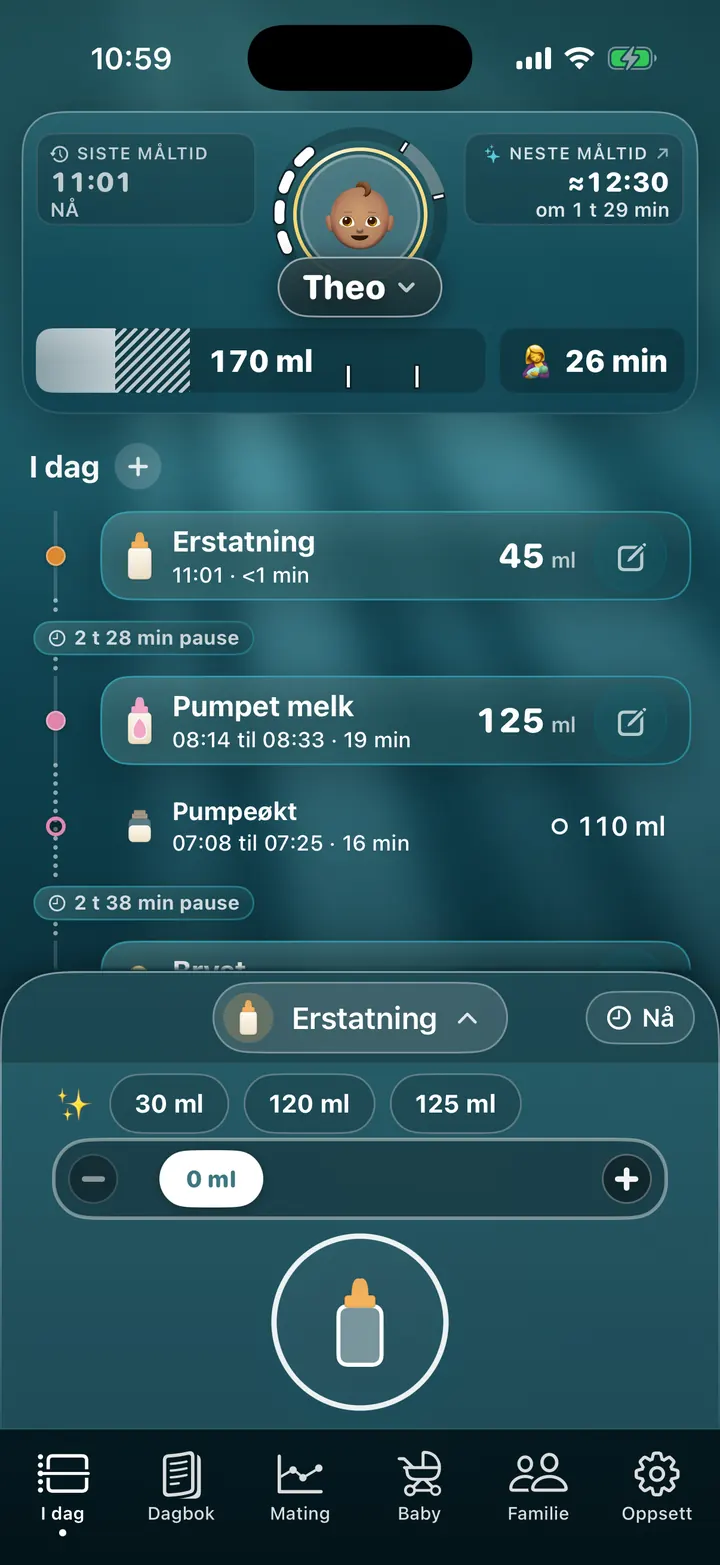 10:59
SISTE MÅLTID
11:01
NÅ
NESTE MÅLTID
≈12:30
om 1 t 29 min
Theo
170 ml
26 min
I dag
Erstatning
11:01 · <1 min
45 ml
2 t 28 min pause
Pumpet melk
08:14 til 08:33 · 19 min
125 ml
Pumpeøkt
07:08 til 07:25 · 16 min
110 ml
2 t 38 min pause
Bryst
Erstatning
Nå
30 ml
120 ml
125 ml
0 ml
I dag
Dagbok
Mating
Baby
Familie
Oppsett